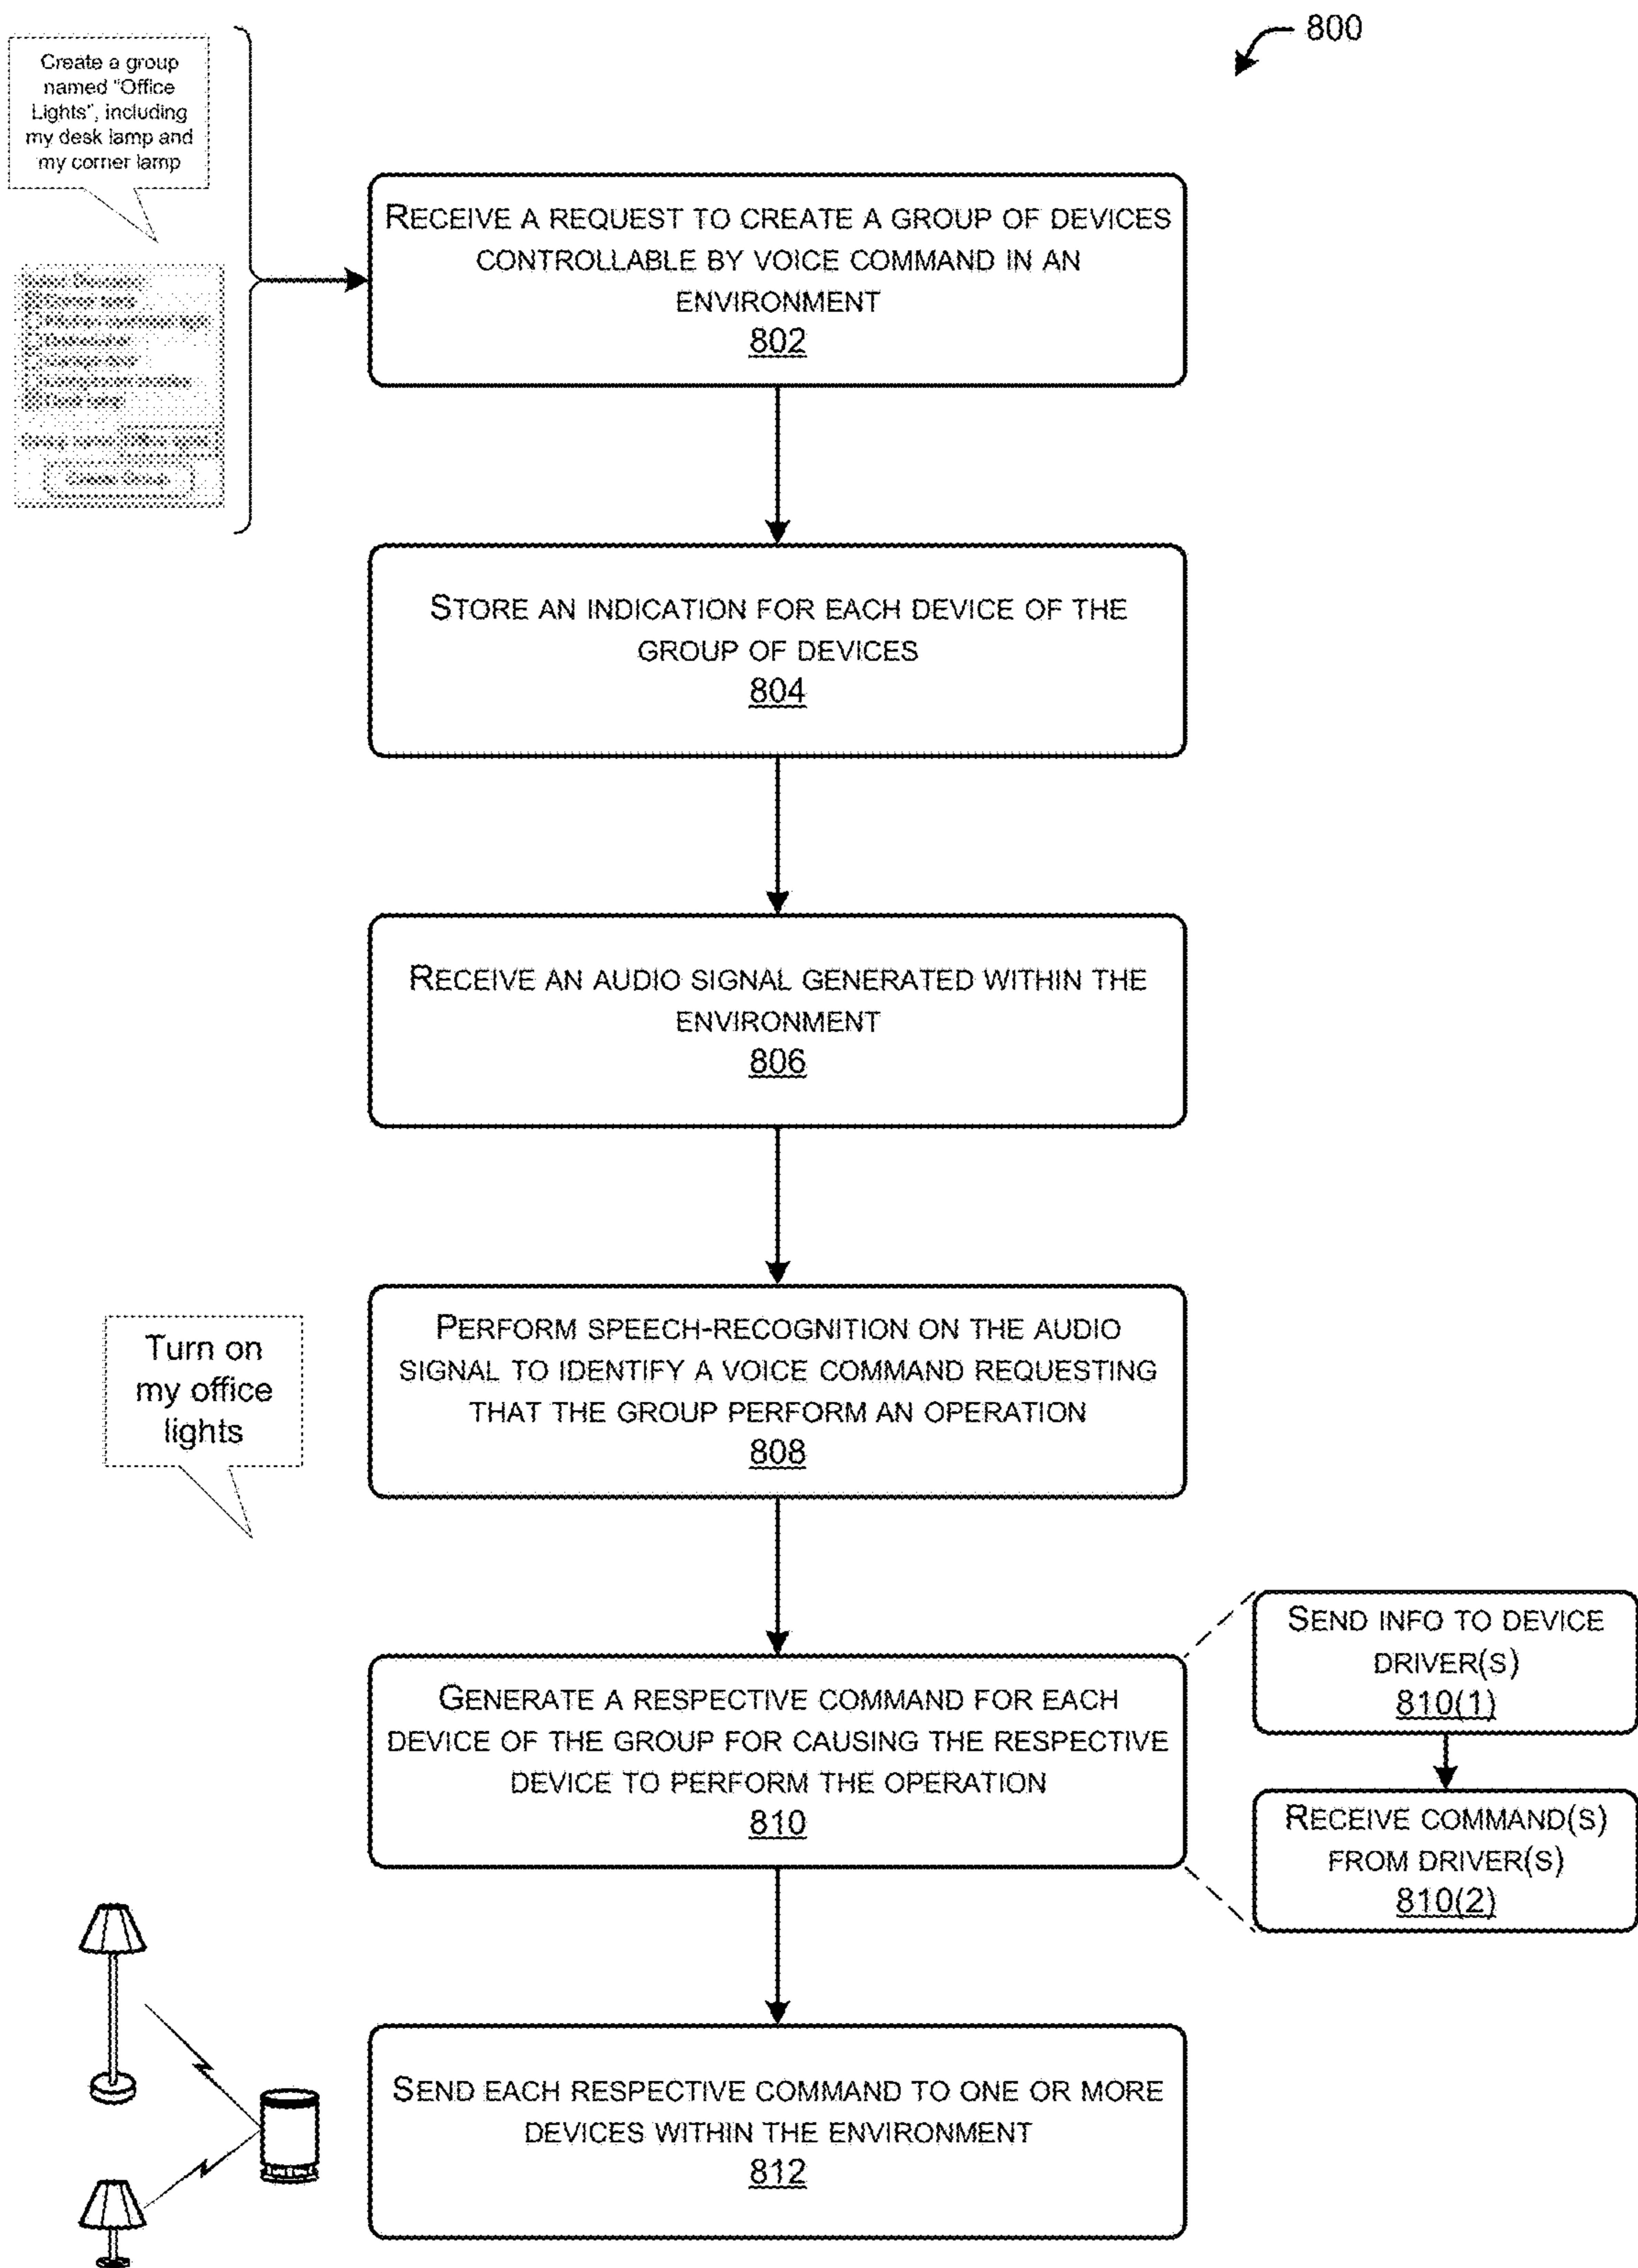 800
Create a group
named "Office
Lights", including
my desk lamp and
my corner lamp
RECEIVE A REQUEST TO CREATE A GROUP OF DEVICES
CONTROLLABLE BY VOICE COMMAND IN AN
ENVIRONMENT
802
STORE AN INDICATION FOR EACH DEVICE OF THE
GROUP OF DEVICES
804
RECEIVE AN AUDIO SIGNAL GENERATED WITHIN THE
ENVIRONMENT
806
Turn on
my office
lights
PERFORM SPEECH-RECOGNITION ON THE AUDIO
SIGNAL TO IDENTIFY A VOICE COMMAND REQUESTING
THAT THE GROUP PERFORM AN OPERATION
808
GENERATE A RESPECTIVE COMMAND FOR EACH
DEVICE OF THE GROUP FOR CAUSING THE RESPECTIVE
DEVICE TO PERFORM THE OPERATION
810
SEND INFO TO DEVICE
DRIVER(S)
810(1)
RECEIVE COMMAND(S)
FROM DRIVER(S)
810(2)
SEND EACH RESPECTIVE COMMAND TO ONE OR MORE
DEVICES WITHIN THE ENVIRONMENT
812